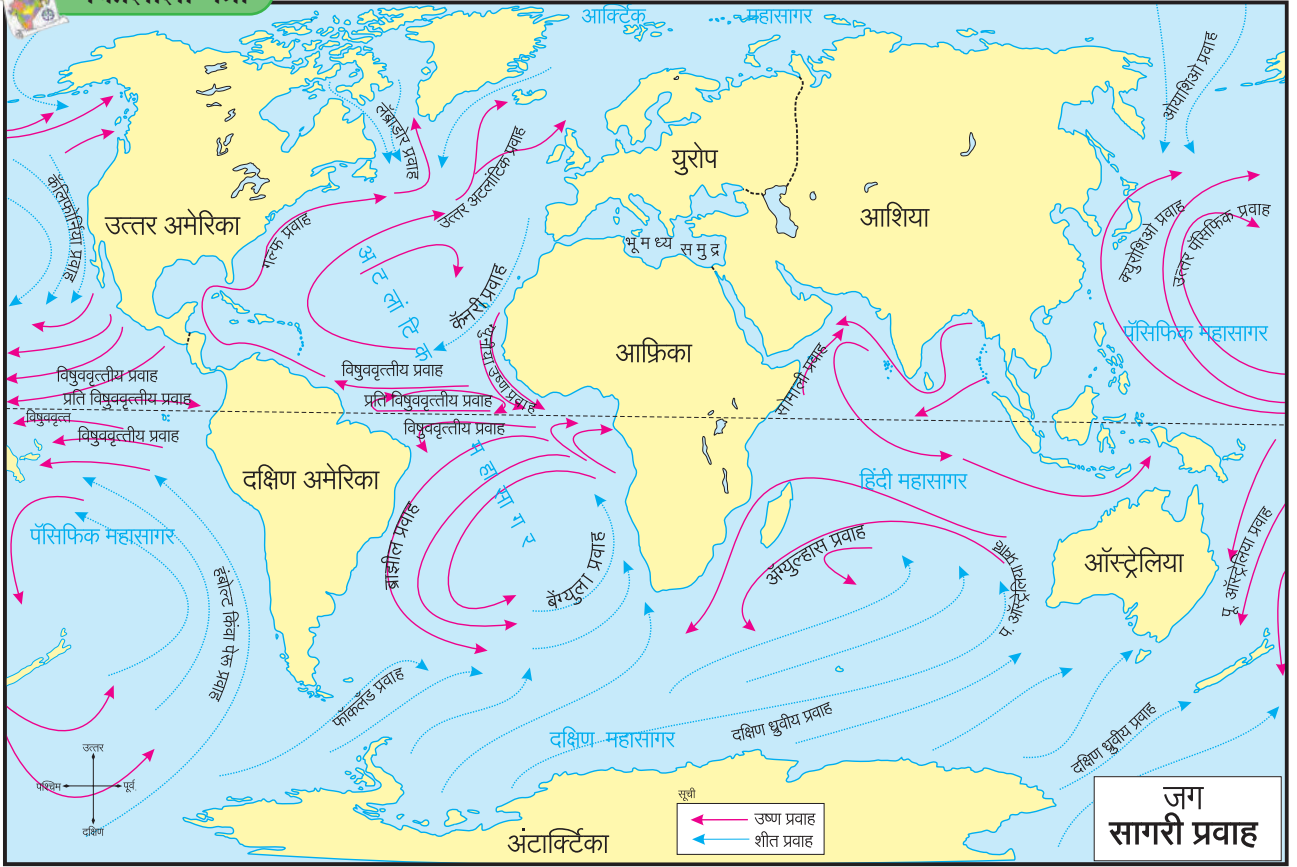 आर्क्टिक महासागर
ओयाशिओ प्रवाह
लॅब्राडोर प्रवाह
उत्तर अटलांटिक प्रवाह
युरोप
कॅलिफोर्निया प्रवाह
उत्तर अमेरिका
गल्फ प्रवाह
आशिया
क्युरोशिओ प्रवाह
उत्तर पॅसिफिक प्रवाह
भूमध्य समुद्र
अटलांटिक
कॅनरी प्रवाह
पॅसिफिक महासागर
आफ्रिका
सोमाली प्रवाह
विषुववृत्तीय प्रवाह
विषुववृत्तीय प्रवाह
प्रति विषुववृत्तीय प्रवाह
प्रति विषुववृत्तीय प्रवाह
विषुववृत्त
विषुववृत्तीय प्रवाह
विषुववृत्तीय प्रवाह
महासागर
दक्षिण अमेरिका
हिंदी महासागर
पॅसिफिक महासागर
ब्राझील प्रवाह
बेंग्युला प्रवाह
ॲग्युल्हास प्रवाह
प. ऑस्ट्रेलिया प्रवाह
ऑस्ट्रेलिया
पू. ऑस्ट्रेलिया प्रवाह
हंबोल्ट किंवा पेरू प्रवाह
फॉकलंड प्रवाह
दक्षिण महासागर
दक्षिण ध्रुवीय प्रवाह
दक्षिण ध्रुवीय प्रवाह
उत्तर
पश्चिम पूर्व
दक्षिण
अंटार्क्टिका
सूची
उष्ण प्रवाह
शीत प्रवाह
जग
सागरी प्रवाह